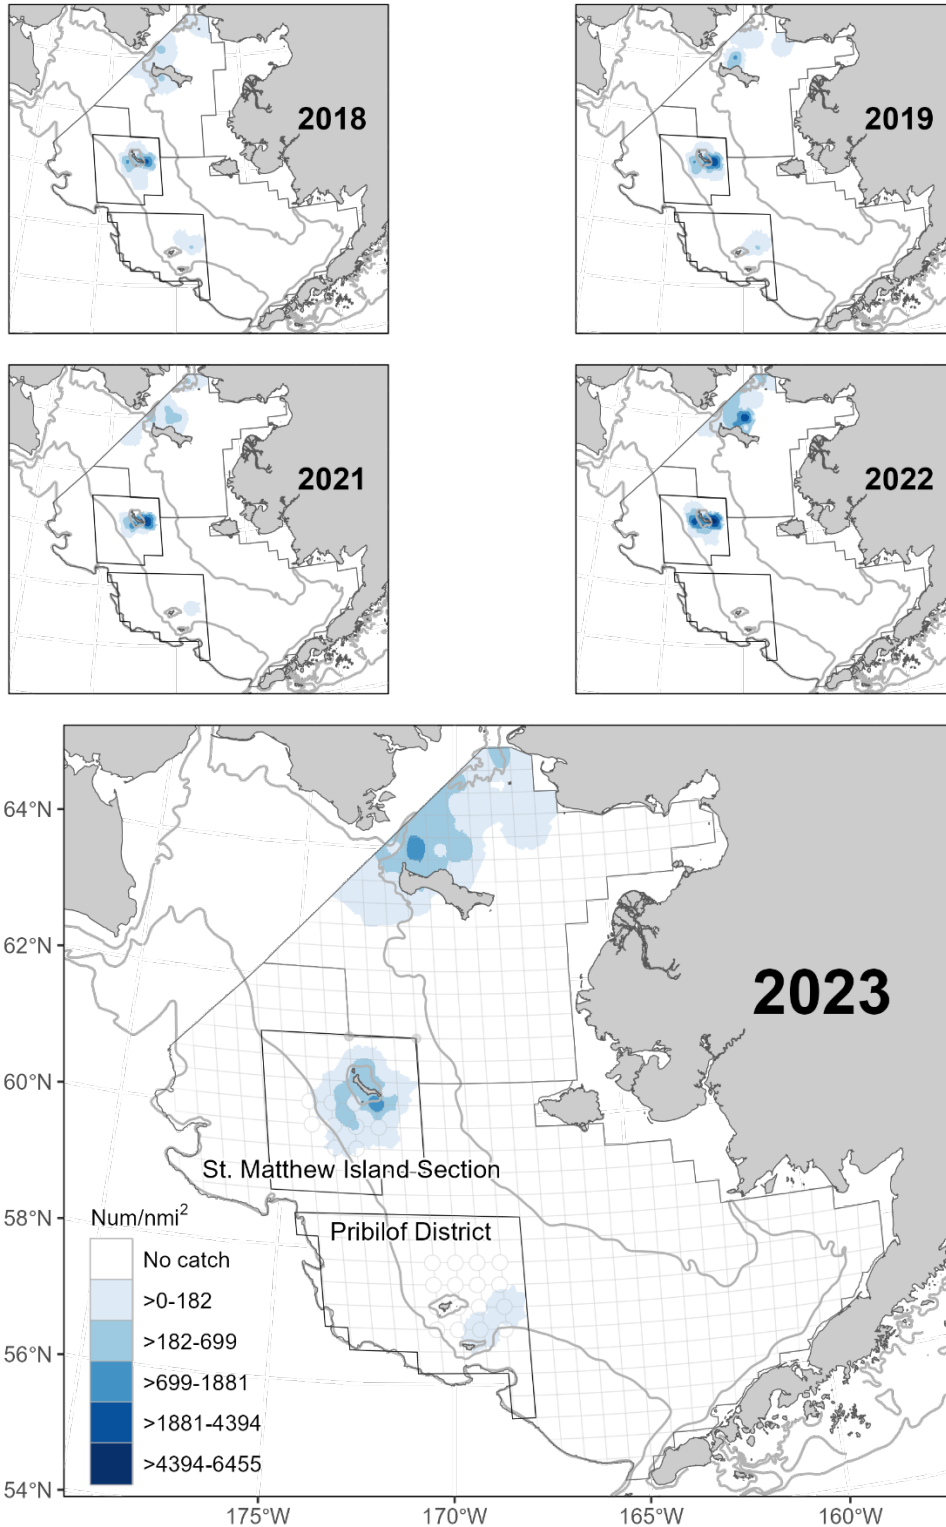 2018
2019
2021
2022
2023
64°N
62°N
60°N
58°N
56°N
54°N
St. Matthew Island Section
Pribilof District
Num/nmi²
No catch
>0-182
>182-699
>699-1881
>1881-4394
>4394-6455
175°W
170°W
165°W
160°W